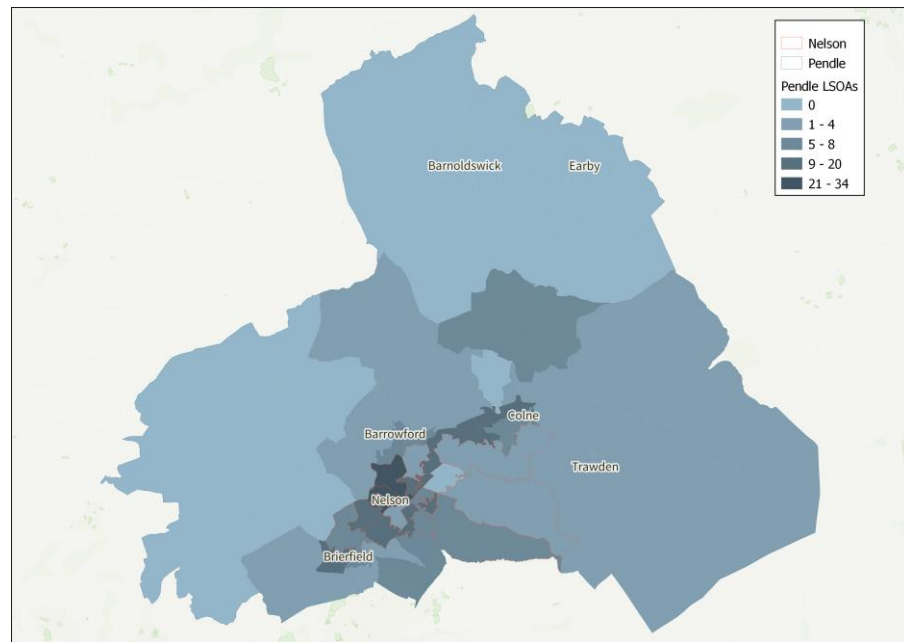 Nelson
Pendle
Pendle LSOAs
0
1 - 4
5 - 8
9 - 20
21 - 34
Barnoldswick
Earby
Colne
Barrowford
Trawden
Nelson
Brierfield